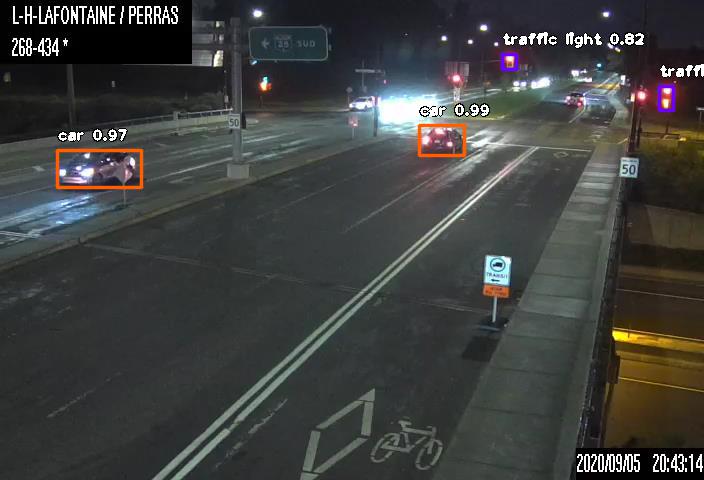 L-H-LAFONTAINE / PERRAS
268-434 *
25 SUD
traffic light 0.82
traffi
car 0.99
car 0.97
50
50
TRANSIT
2020/09/05 20:43:14